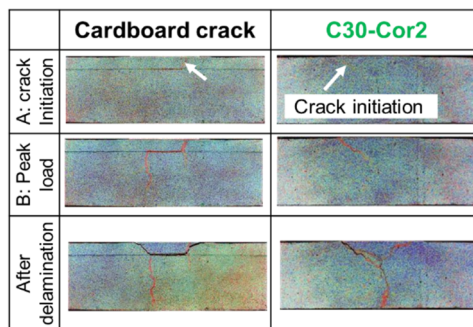 Cardboard crack
C30-Cor2
A: crack
Initiation
Crack initiation
B: Peak
load
After
delamination